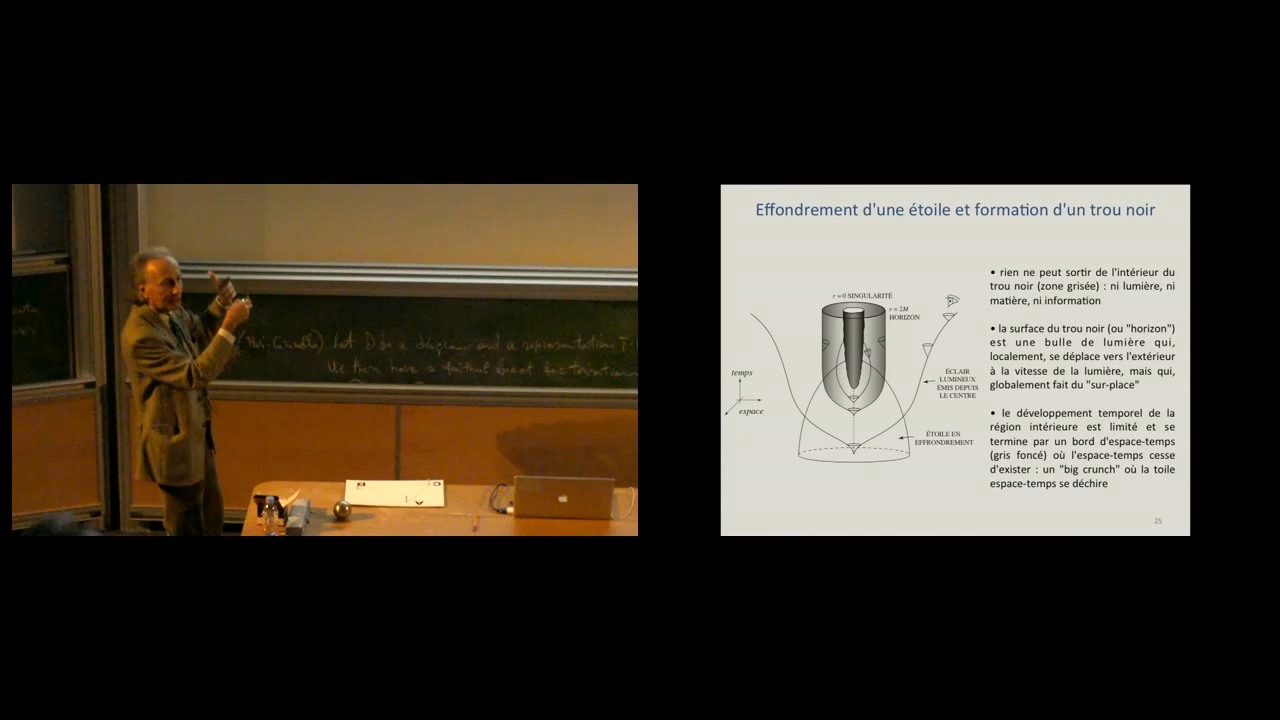 (Mori-Grauallo) Let D be a diagram and a representation T
We then have a faithful exact
Effondrement d'une étoile et formation d'un trou noir
r = 0 SINGULARITÉ
r = 2M
HORIZON
temps
espace
ÉCLAIR
LUMINEUX
ÉMIS DEPUIS
LE CENTRE
ÉTOILE EN
EFFONDREMENT
• rien ne peut sortir de l'intérieur du
trou noir (zone grisée) : ni lumière, ni
matière, ni information
• la surface du trou noir (ou "horizon")
est une bulle de lumière qui,
localement, se déplace vers l'extérieur
à la vitesse de la lumière, mais qui,
globalement fait du "sur-place"
• le développement temporel de la
région intérieure est limité et se
termine par un bord d'espace-temps
(gris foncé) où l'espace-temps cesse
d'exister : un "big crunch" où la toile
espace-temps se déchire
25